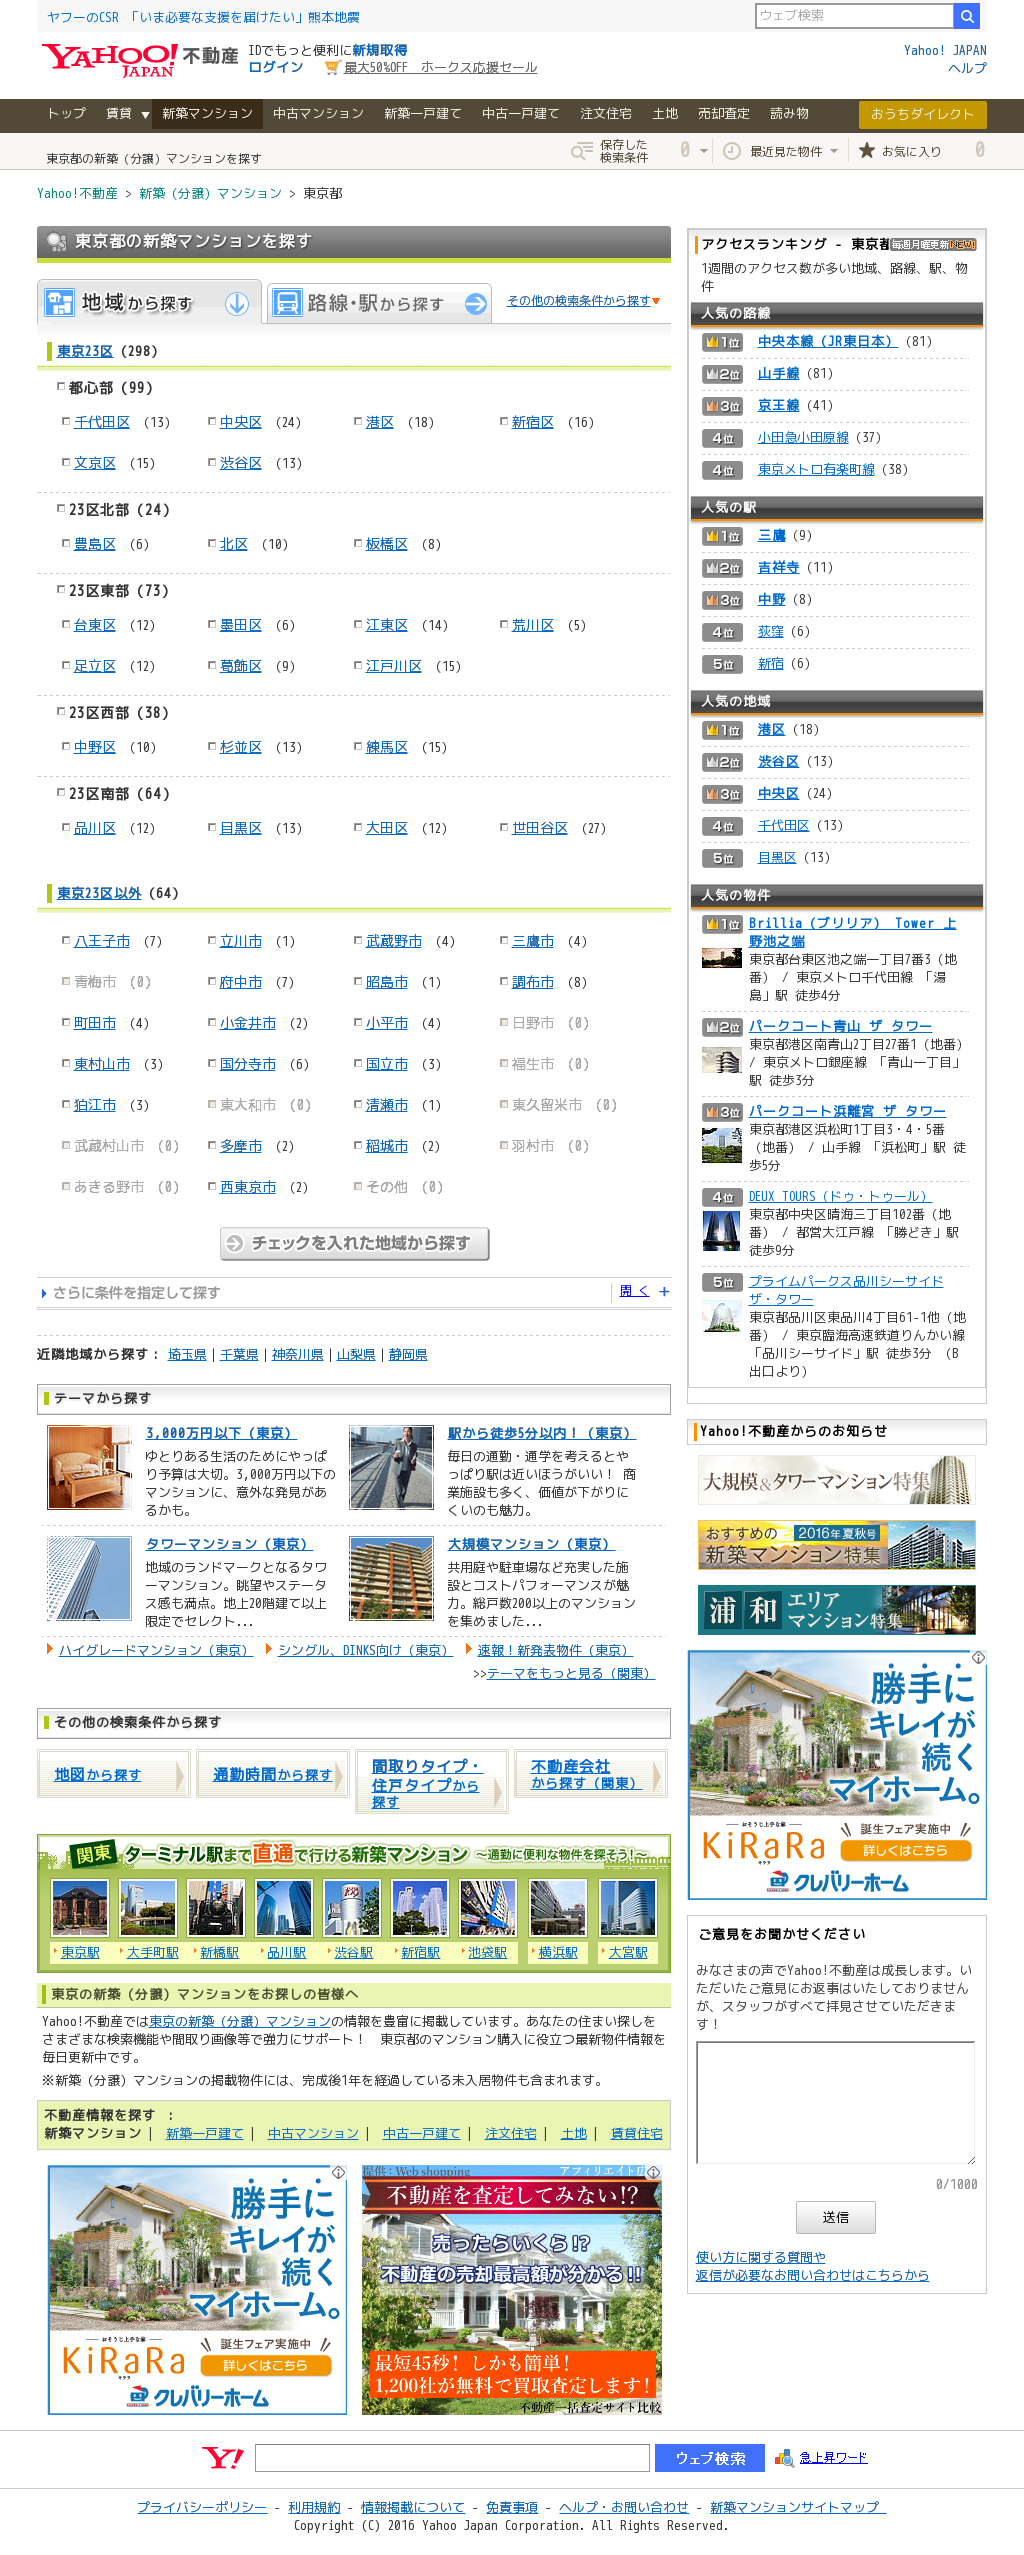 ヤフーのCSR 「いま必要な支援を届けたい」熊本地震
ウェブ検索
YAHOO! JAPAN 不動産
IDでもっと便利に新規取得
ログイン 最大50%OFF ホークス応援セール
Yahoo! JAPAN
ヘルプ
トップ 賃貸 ▼ 新築マンション 中古マンション 新築一戸建て 中古一戸建て 注文住宅 土地 売却査定 読み物 おうちダイレクト
東京都の新築（分譲）マンションを探す
保存した検索条件 0 最近見た物件 お気に入り 0
Yahoo!不動産 > 新築（分譲）マンション > 東京都
東京都の新築マンションを探す
地域から探す 路線・駅から探す その他の検索条件から探す
東京23区（298）
都心部（99）
千代田区 （13） 中央区 （24） 港区 （18） 新宿区 （16）
文京区 （15） 渋谷区 （13）
23区北部（24）
豊島区 （6） 北区 （10） 板橋区 （8）
23区東部（73）
台東区 （12） 墨田区 （6） 江東区 （14） 荒川区 （5）
足立区 （12） 葛飾区 （9） 江戸川区 （15）
23区西部（38）
中野区 （10） 杉並区 （13） 練馬区 （15）
23区南部（64）
品川区 （12） 目黒区 （13） 大田区 （12） 世田谷区 （27）
東京23区以外（64）
八王子市 （7） 立川市 （1） 武蔵野市 （4） 三鷹市 （4）
青梅市 （0） 府中市 （7） 昭島市 （1） 調布市 （8）
町田市 （4） 小金井市 （2） 小平市 （4） 日野市 （0）
東村山市 （3） 国分寺市 （6） 国立市 （3） 福生市 （0）
狛江市 （3） 東大和市 （0） 清瀬市 （1） 東久留米市 （0）
武蔵村山市 （0） 多摩市 （2） 稲城市 （2） 羽村市 （0）
あきる野市 （0） 西東京市 （2） その他 （0）
チェックを入れた地域から探す
さらに条件を指定して探す 開く +
近隣地域から探す： 埼玉県 | 千葉県 | 神奈川県 | 山梨県 | 静岡県
テーマから探す
3,000万円以下（東京）
ゆとりある生活のためにやっぱ
り予算は大切。3,000万円以下の
マンションに、意外な発見があ
るかも。
駅から徒歩5分以内！（東京）
毎日の通勤・通学を考えるとや
っぱり駅は近いほうがいい！ 商
業施設も多く、価値が下がりに
くいのも魅力。
タワーマンション（東京）
地域のランドマークとなるタワ
ーマンション。眺望やステータ
ス感も満点。地上20階建て以上
限定でセレクト...
大規模マンション（東京）
共用庭や駐車場など充実した施
設とコストパフォーマンスが魅
力。総戸数200以上のマンション
を集めました...
ハイグレードマンション（東京） シングル、DINKS向け（東京） 速報！新発表物件（東京）
>>テーマをもっと見る（関東）
その他の検索条件から探す
地図から探す
通勤時間から探す
間取りタイプ・
住戸タイプから
探す
不動産会社
から探す（関東）
関東 ターミナル駅まで直通で行ける新築マンション ～通勤に便利な物件を探そう！～
東京駅 大手町駅 新橋駅 品川駅 渋谷駅 新宿駅 池袋駅 横浜駅 大宮駅
東京の新築（分譲）マンションをお探しの皆様へ
Yahoo!不動産では東京の新築（分譲）マンションの情報を豊富に掲載しています。あなたの住まい探しを
さまざまな検索機能や間取り画像等で強力にサポート！ 東京都のマンション購入に役立つ最新物件情報を
毎日更新中です。
※新築（分譲）マンションの掲載物件には、完成後1年を経過している未入居物件も含まれます。
不動産情報を探す ：
新築マンション | 新築一戸建て | 中古マンション | 中古一戸建て | 注文住宅 | 土地 | 賃貸住宅
勝手に
キレイが
続く
マイホーム。
おそうじ上手な家
KiRaRa
キララ
誕生フェア実施中
詳しくはこちら
クレバリーホーム
提供：Web shopping アフィリエイト広
不動産を査定してみない!?
売ったらいくら!?
不動産の売却最高額が分かる!!
最短45秒！しかも簡単！
1,200社が無料で買取査定します！
不動産一括査定サイト比較
アクセスランキング - 東京都
毎週月曜更新NEW!
1週間のアクセス数が多い地域、路線、駅、物
件
人気の路線
1位 中央本線（JR東日本）（81）
2位 山手線（81）
3位 京王線（41）
4位 小田急小田原線（37）
4位 東京メトロ有楽町線（38）
人気の駅
1位 三鷹（9）
2位 吉祥寺（11）
3位 中野（8）
4位 荻窪（6）
5位 新宿（6）
人気の地域
1位 港区（18）
2位 渋谷区（13）
3位 中央区（24）
4位 千代田区（13）
5位 目黒区（13）
人気の物件
1位 Brillia（ブリリア） Tower 上
野池之端
東京都台東区池之端一丁目7番3（地
番） / 東京メトロ千代田線 「湯
島」駅 徒歩4分
2位 パークコート青山 ザ タワー
東京都港区南青山2丁目27番1（地番）
/ 東京メトロ銀座線 「青山一丁目」
駅 徒歩3分
3位 パークコート浜離宮 ザ タワー
東京都港区浜松町1丁目3・4・5番
（地番） / 山手線 「浜松町」駅 徒
歩5分
4位 DEUX TOURS（ドゥ・トゥール）
東京都中央区晴海三丁目102番（地
番） / 都営大江戸線 「勝どき」駅
徒歩9分
5位 プライムパークス品川シーサイド
ザ・タワー
東京都品川区東品川4丁目61-1他（地
番） / 東京臨海高速鉄道りんかい線
「品川シーサイド」駅 徒歩3分 （B
出口より）
Yahoo!不動産からのお知らせ
大規模&タワーマンション特集
おすすめの 2016年夏秋号
新築マンション特集
浦和 エリア
マンション特集
勝手に
キレイが
続く
マイホーム。
おそうじ上手な家
KiRaRa
キララ
誕生フェア実施中
詳しくはこちら
クレバリーホーム
ご意見をお聞かせください
みなさまの声でYahoo!不動産は成長します。い
ただいたご意見にお返事はいたしておりません
が、スタッフがすべて拝見させていただきま
す！
0/1000
送信
使い方に関する質問や
返信が必要なお問い合わせはこちらから
Y! ウェブ検索 急上昇ワード
プライバシーポリシー - 利用規約 - 情報掲載について - 免責事項 - ヘルプ・お問い合わせ - 新築マンションサイトマップ
Copyright (C) 2016 Yahoo Japan Corporation. All Rights Reserved.